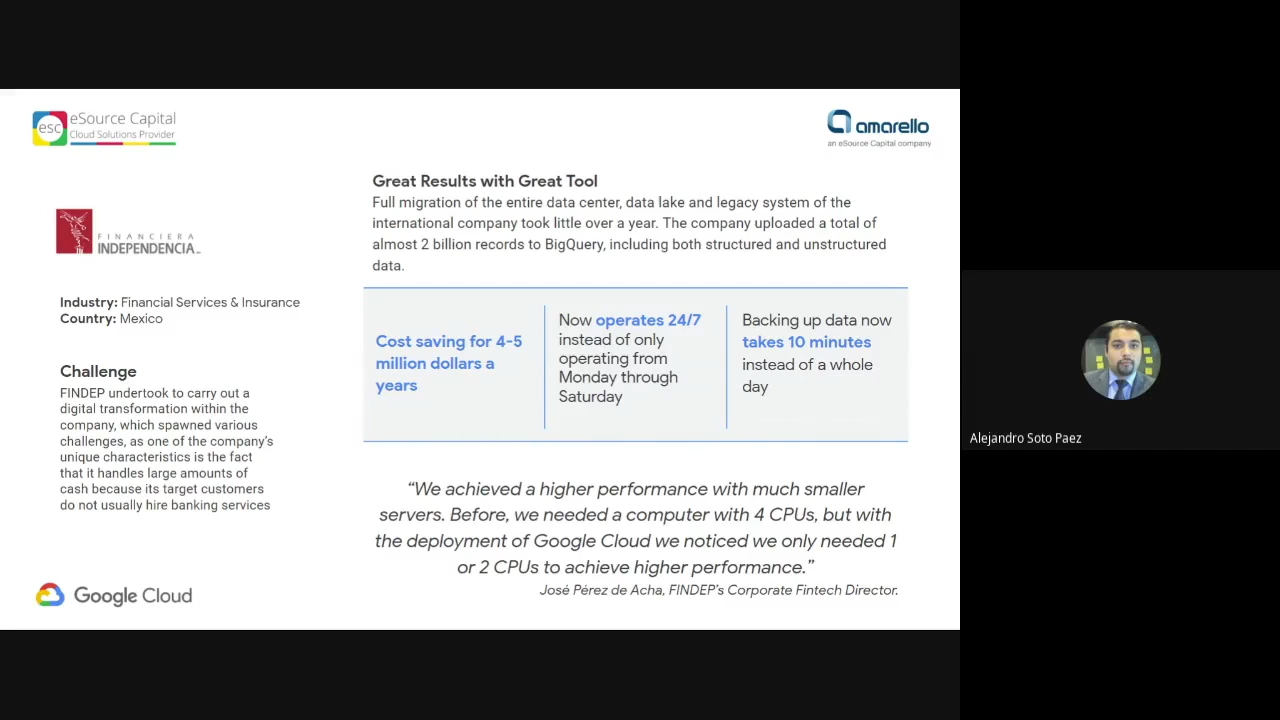 esc
eSource Capital
Cloud Solutions Provider
amarello
an eSource Capital company
FINANCIERA
INDEPENDENCIA
Industry: Financial Services & Insurance
Country: Mexico
Challenge
FINDEP undertook to carry out a
digital transformation within the
company, which spawned various
challenges, as one of the company's
unique characteristics is the fact
that it handles large amounts of
cash because its target customers
do not usually hire banking services
Google Cloud
Great Results with Great Tool
Full migration of the entire data center, data lake and legacy system of the
international company took little over a year. The company uploaded a total of
almost 2 billion records to BigQuery, including both structured and unstructured
data.
Cost saving for 4-5
million dollars a
years
Now operates 24/7
instead of only
operating from
Monday through
Saturday
Backing up data now
takes 10 minutes
instead of a whole
day
“We achieved a higher performance with much smaller
servers. Before, we needed a computer with 4 CPUs, but with
the deployment of Google Cloud we noticed we only needed 1
or 2 CPUs to achieve higher performance.”
José Pérez de Acha, FINDEP's Corporate Fintech Director.
Alejandro Soto Paez